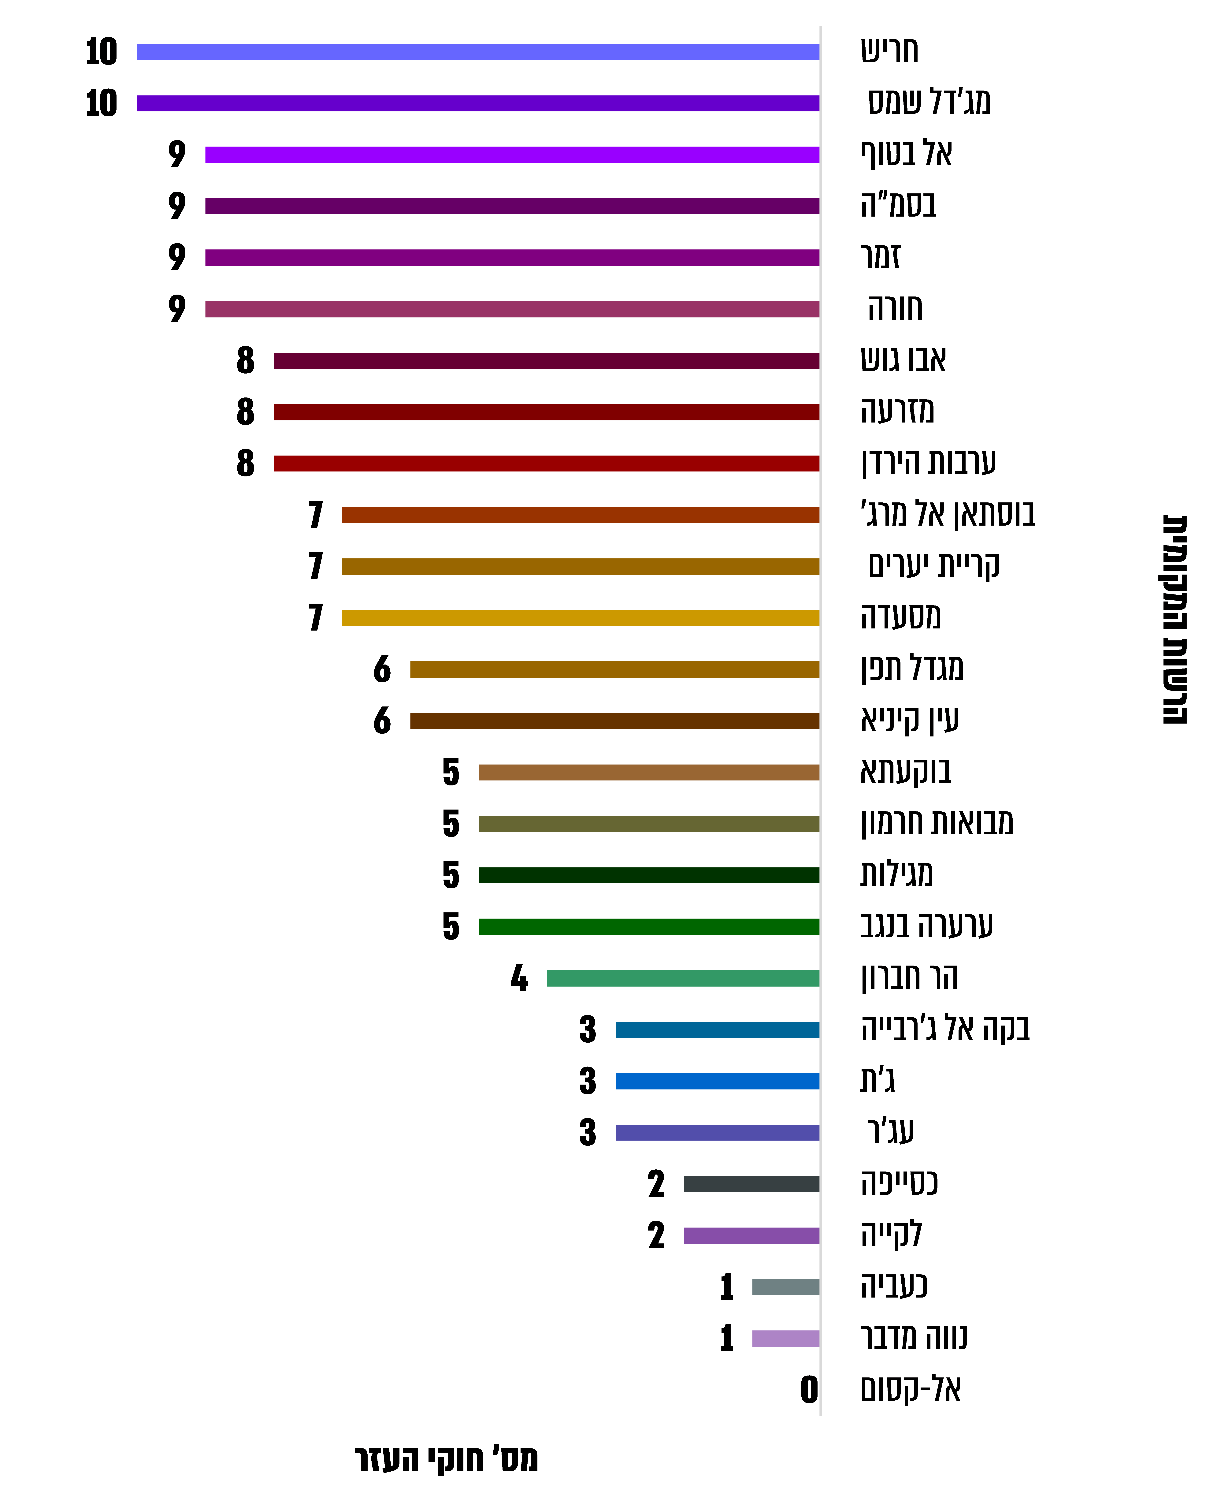 חריש 10
מג'דל שמס 10
אל בטוף 9
בסמ"ה 9
זמר 9
חורה 9
אבו גוש 8
מזרעה 8
ערבות הירדן 8
בוסתאן אל מרג' 7
קריית יערים 7
מסעדה 7
מגדל תפן 6
עין קיניא 6
בוקעתא 5
מבואות חרמון 5
מגילות 5
ערערה בנגב 5
הר חברון 4
בקה אל ג'רבייה 3
ג'ת 3
עג'ר 3
כסייפה 2
לקייה 2
כעביה 1
נווה מדבר 1
אל-קסום 0
הרשות המקומית
מס' חוקי העזר